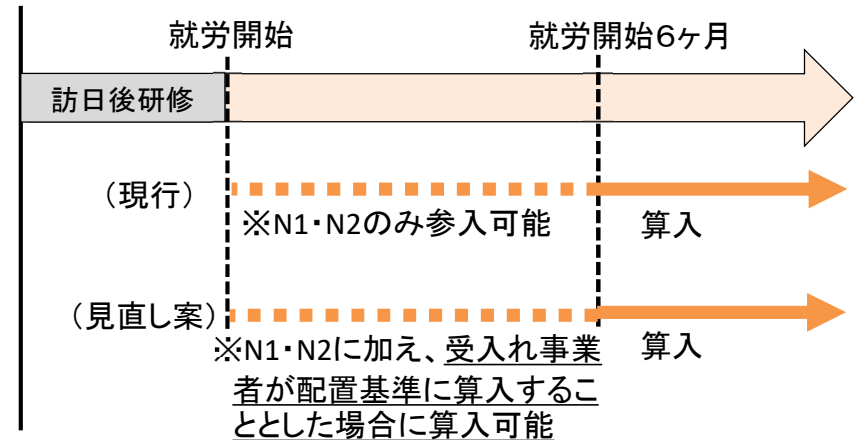 就労開始
就労開始6ヶ月
訪日後研修
（現行）
※N1・N2のみ参入可能
算入
（見直し案）
※N1・N2に加え、受入れ事業
者が配置基準に算入するこ
ととした場合に算入可能
算入